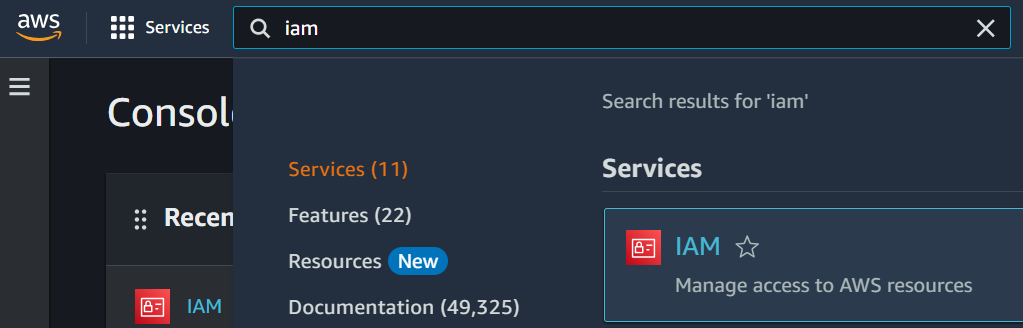 aws
Services
iam
Search results for 'iam'
Services (11)
Features (22)
Resources New
Documentation (49,325)
Services
IAM
Manage access to AWS resources
Consol
Recen
IAM